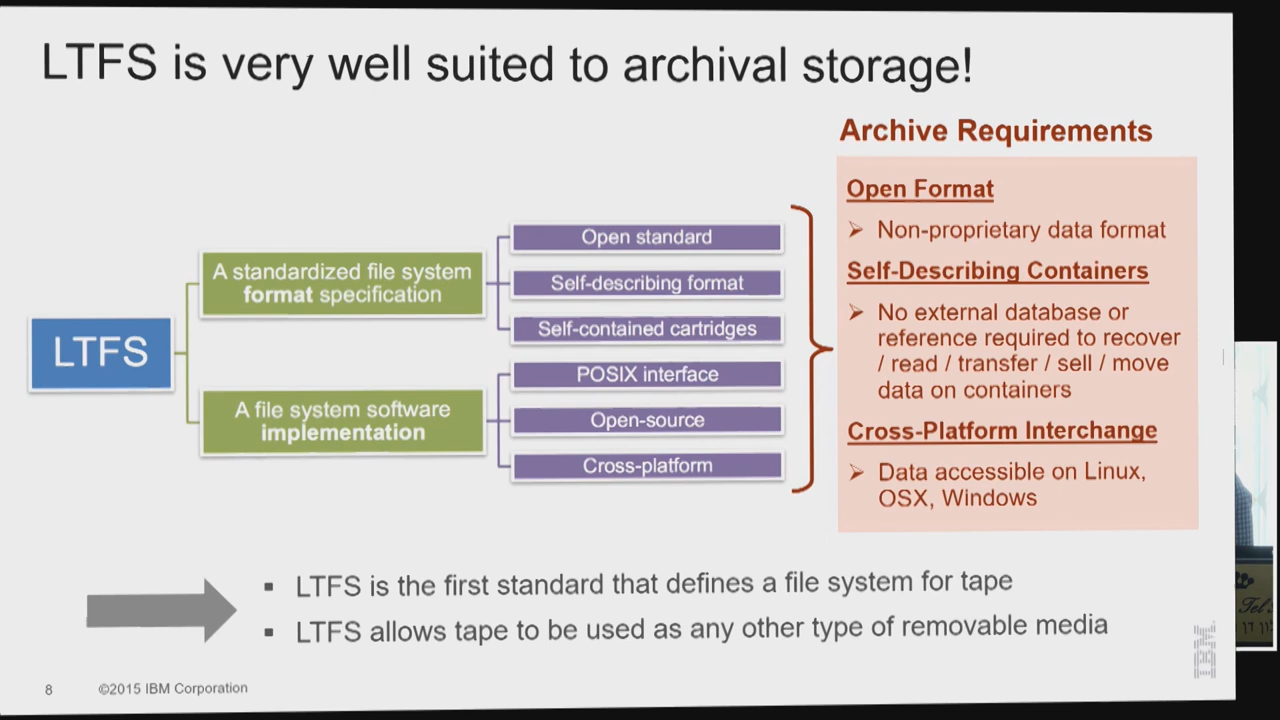 LTFS is very well suited to archival storage!
LTFS
A standardized file system
format specification
A file system software
implementation
Open standard
Self-describing format
Self-contained cartridges
POSIX interface
Open-source
Cross-platform
Archive Requirements
Open Format
➢ Non-proprietary data format
Self-Describing Containers
➢ No external database or
reference required to recover
/ read / transfer / sell / move
data on containers
Cross-Platform Interchange
➢ Data accessible on Linux,
OSX, Windows
▪ LTFS is the first standard that defines a file system for tape
▪ LTFS allows tape to be used as any other type of removable media
8
©2015 IBM Corporation
IBM
Tel